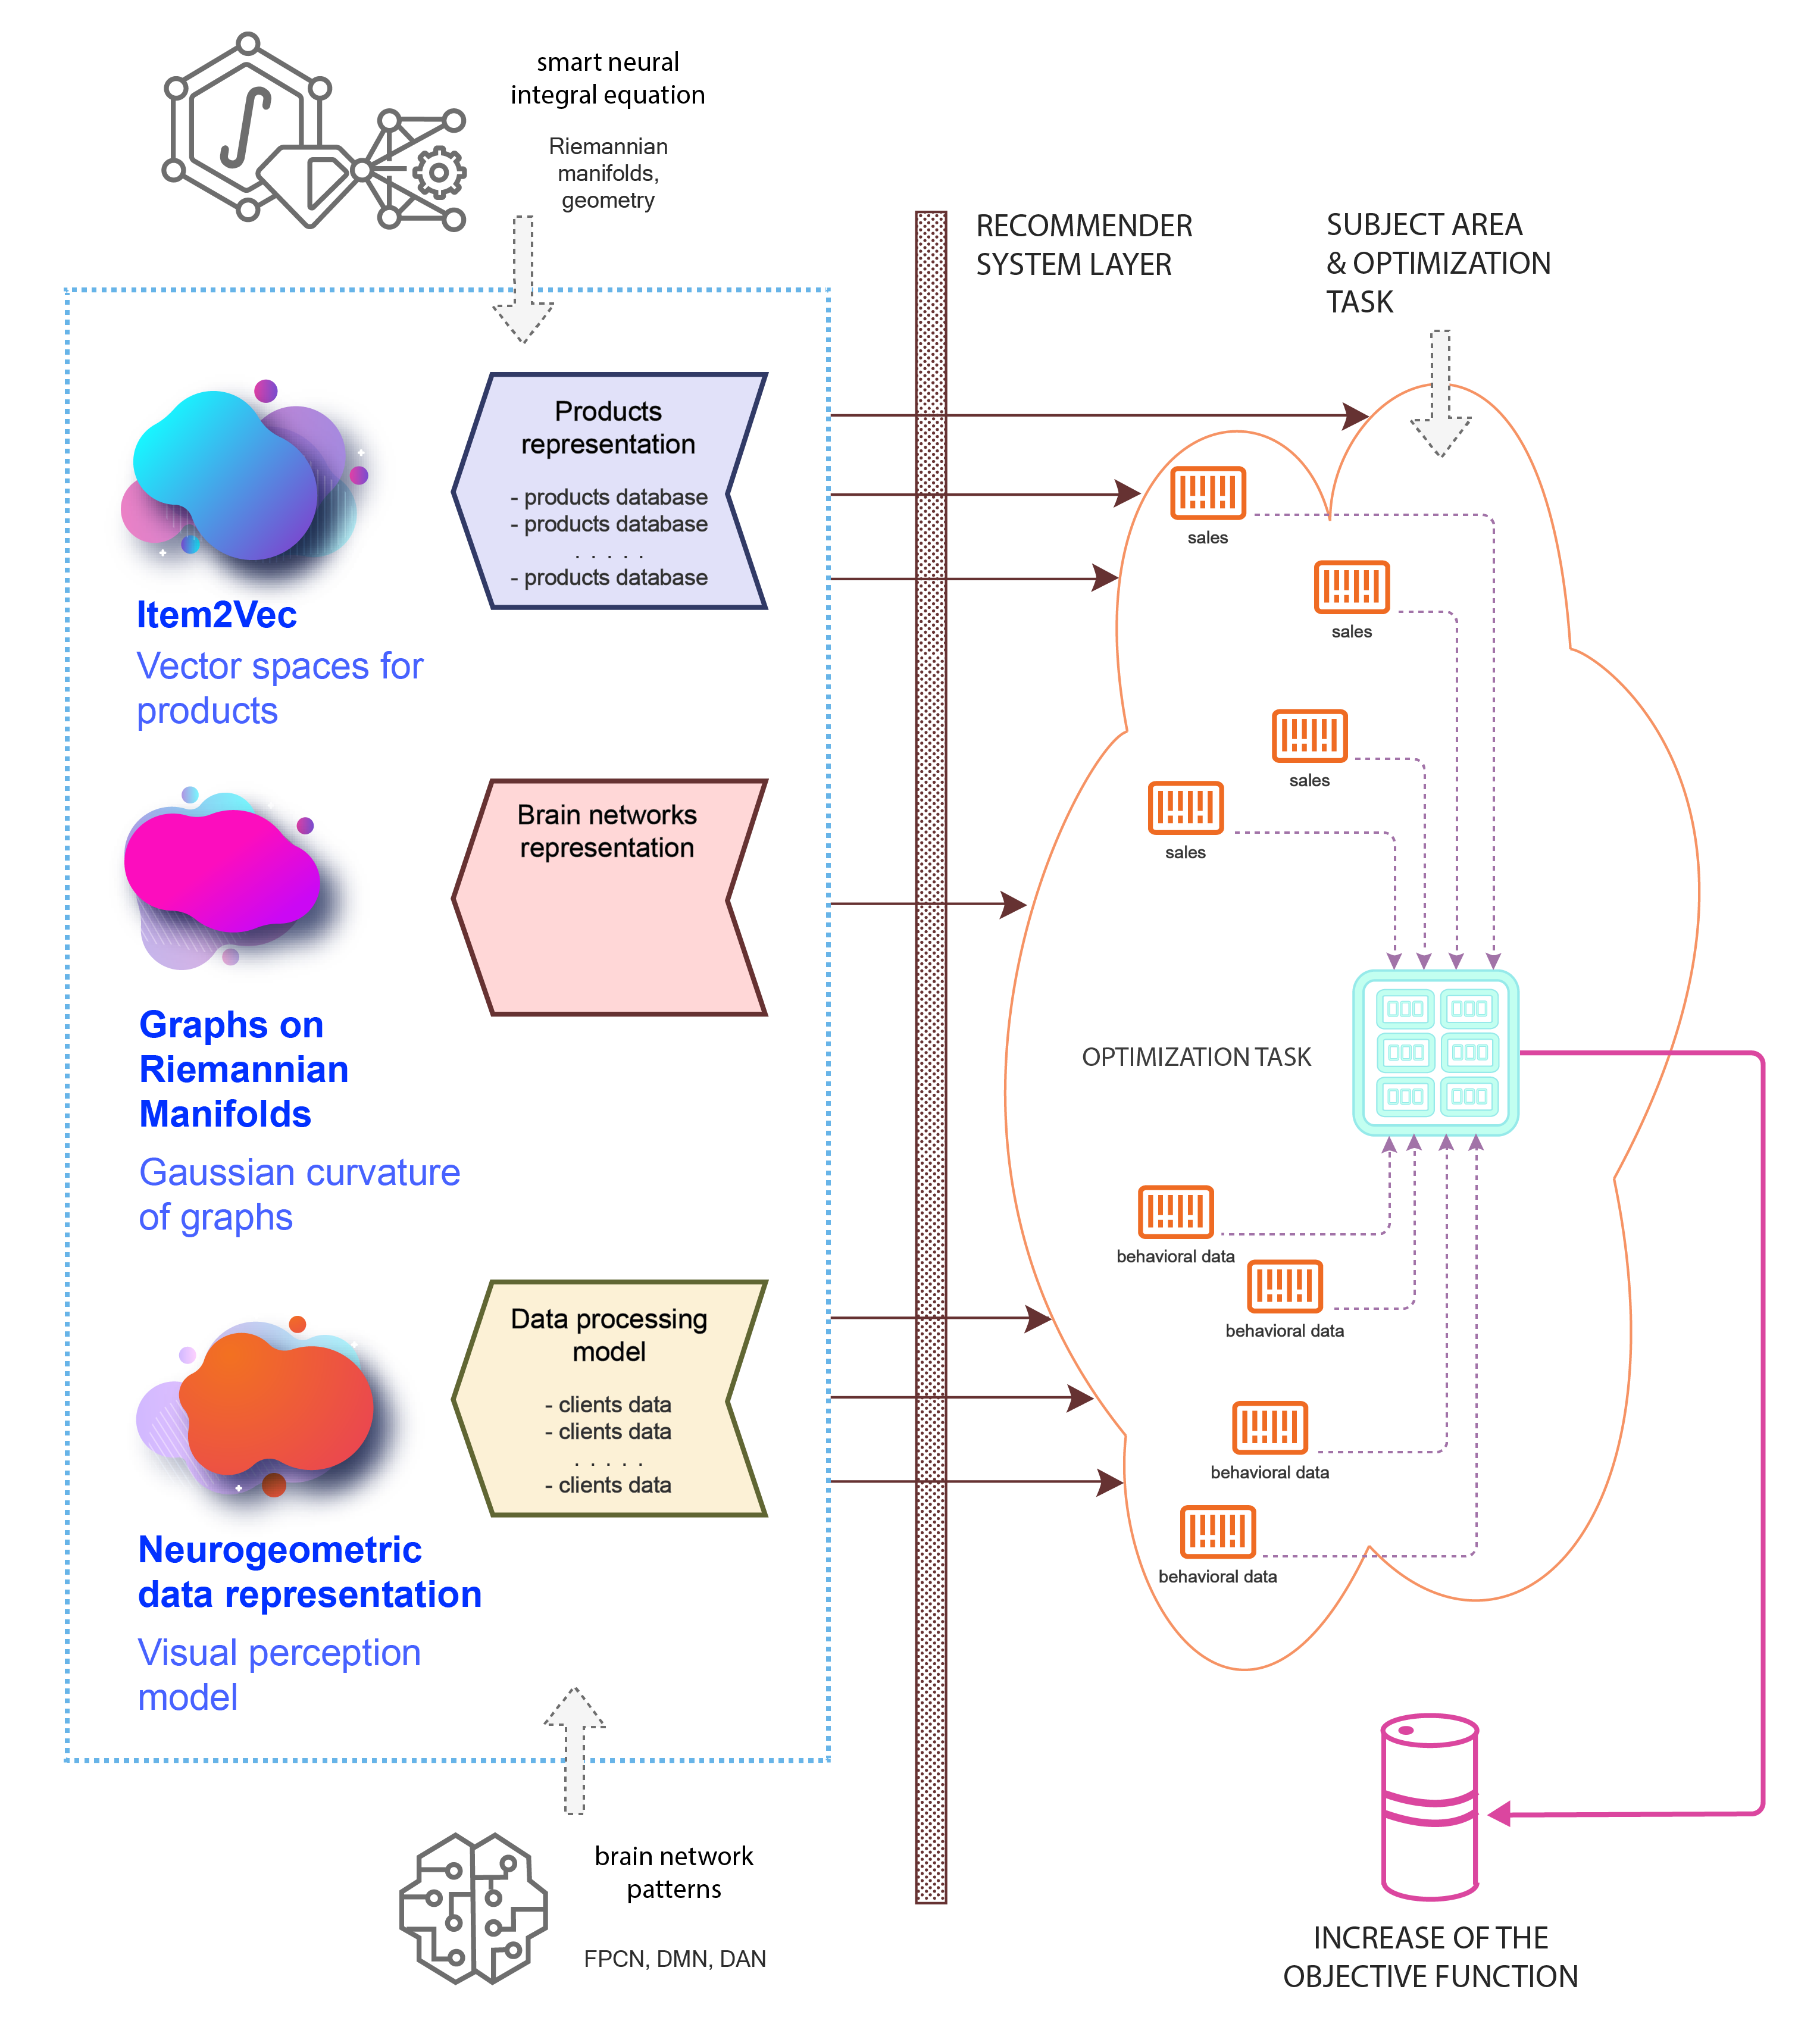 smart neural
integral equation
Riemannian
manifolds,
geometry
RECOMMENDER
SYSTEM LAYER
SUBJECT AREA
& OPTIMIZATION
TASK
Products
representation
- products database
- products database
. . . . .
- products database
Item2Vec
Vector spaces for
products
Brain networks
representation
Graphs on
Riemannian
Manifolds
Gaussian curvature
of graphs
Data processing
model
- clients data
- clients data
. . . . .
- clients data
Neurogeometric
data representation
Visual perception
model
brain network
patterns
FPCN, DMN, DAN
sales
sales
sales
sales
OPTIMIZATION TASK
behavioral data
behavioral data
behavioral data
behavioral data
INCREASE OF THE
OBJECTIVE FUNCTION